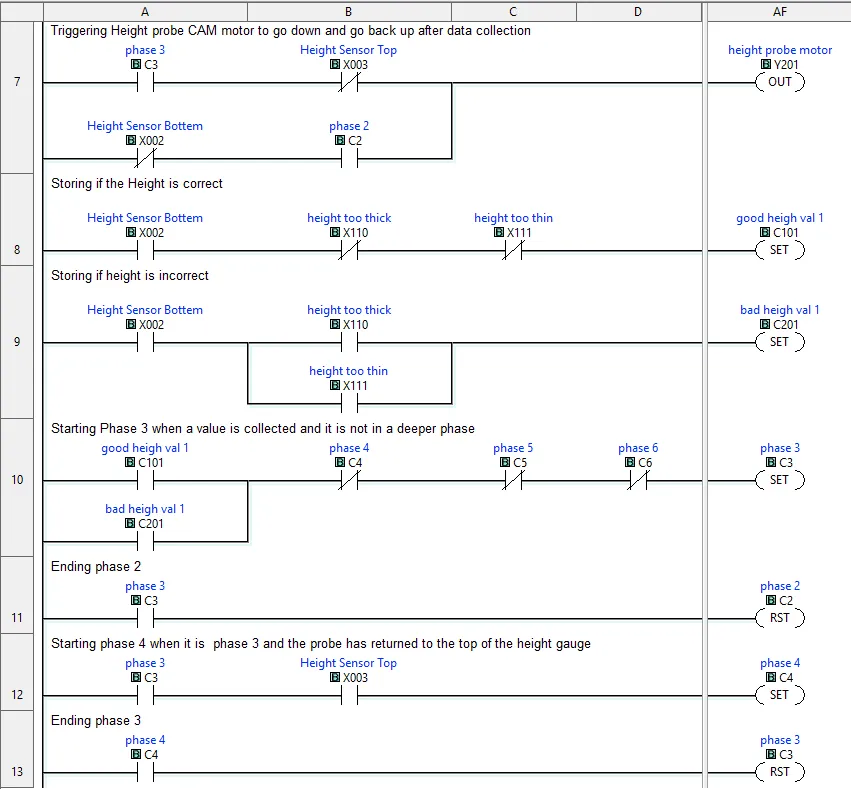 A B C D AF
Triggering Height probe CAM motor to go down and go back up after data collection
phase 3 Height Sensor Top height probe motor
B C3 B X003 B Y201
7 OUT
Height Sensor Bottem phase 2
B X002 B C2
Storing if the Height is correct
Height Sensor Bottem height too thick height too thin good heigh val 1
B X002 B X110 B X111 B C101
8 SET
Storing if height is incorrect
Height Sensor Bottem height too thick bad heigh val 1
B X002 B X110 B C201
9 SET
height too thin
B X111
Starting Phase 3 when a value is collected and it is not in a deeper phase
good heigh val 1 phase 4 phase 5 phase 6 phase 3
B C101 B C4 B C5 B C6 B C3
10 SET
bad heigh val 1
B C201
Ending phase 2
phase 3 phase 2
B C3 B C2
11 RST
Starting phase 4 when it is phase 3 and the probe has returned to the top of the height gauge
phase 3 Height Sensor Top phase 4
B C3 B X003 B C4
12 SET
Ending phase 3
phase 4 phase 3
B C4 B C3
13 RST